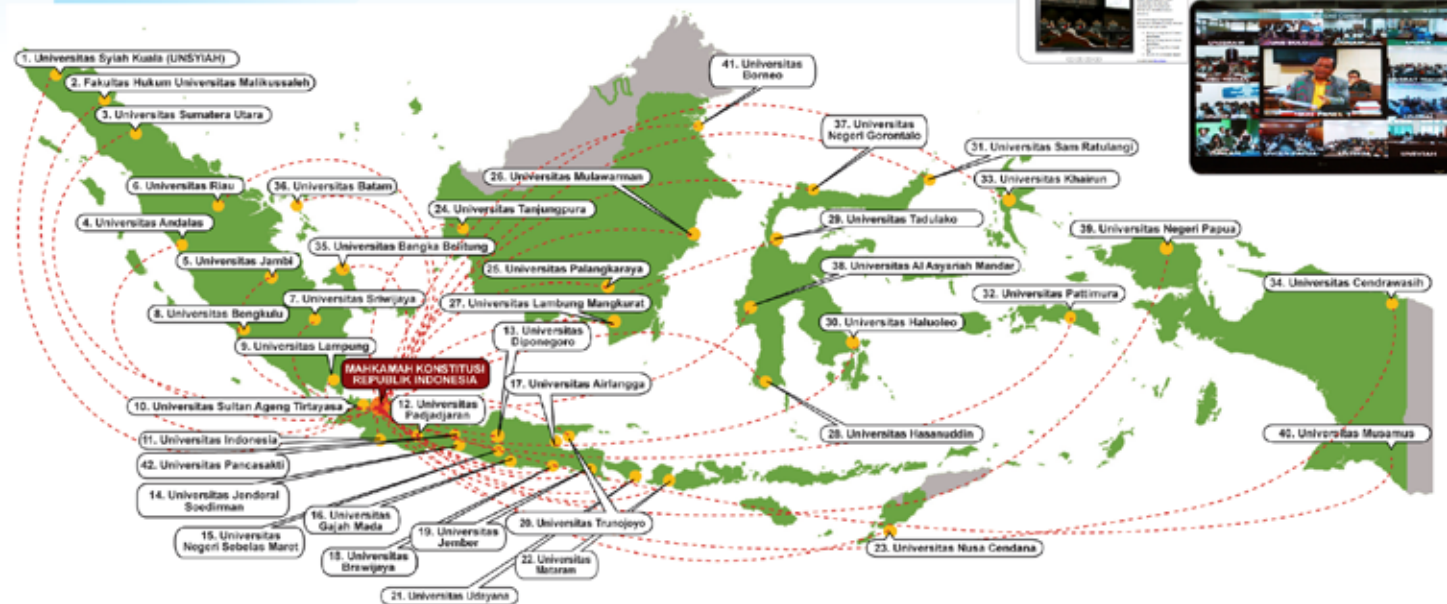 1. Universitas Syiah Kuala (UNSYIAH)
2. Fakultas Hukum Universitas Malikussaleh
3. Universitas Sumatera Utara
6. Universitas Riau
36. Universitas Batam
4. Universitas Andalas
35. Universitas Bangka Belitung
5. Universitas Jambi
7. Universitas Sriwijaya
8. Universitas Bengkulu
9. Universitas Lampung
MAHKAMAH KONSTITUSI
REPUBLIK INDONESIA
10. Universitas Sultan Ageng Tirtayasa
12. Universitas
Padjadjaran
11. Universitas Indonesia
42. Universitas Pancasakti
14. Universitas Jenderal
Soedirman
15. Universitas
Negeri Sebelas Maret
16. Universitas
Gajah Mada
18. Universitas
Brawijaya
19. Universitas
Jember
21. Universitas Udayana
20. Universitas Trunojoyo
22. Universitas
Mataram
13. Universitas
Diponegoro
17. Universitas Airlangga
41. Universitas
Borneo
26. Universitas Mulawarman
24. Universitas Tanjungpura
25. Universitas Palangkaraya
27. Universitas Lambung Mangkurat
37. Universitas
Negeri Gorontalo
31. Universitas Sam Ratulangi
33. Universitas Khairun
29. Universitas Tadulako
38. Universitas Al Asyariah Mandar
30. Universitas Haluoleo
32. Universitas Pattimura
28. Universitas Hasanuddin
39. Universitas Negeri Papua
34. Universitas Cendrawasih
40. Universitas Musamus
23. Universitas Nusa Cendana